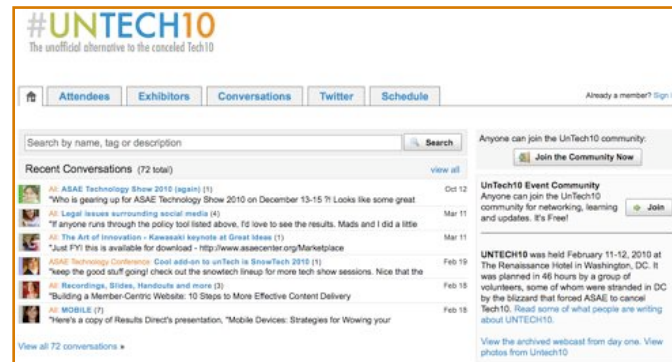 #UNTECH10
The unofficial alternative to the canceled Tech10
Attendees Exhibitors Conversations Twitter Schedule
Already a member? Sign
Search by name, tag or description Search
Recent Conversations (72 total) view all
All: ASAE Technology Show 2010 (again) (1) Oct 12
"Who is gearing up for ASAE Technology Show 2010 on December 13-15 ?! Looks like some great
All: Legal issues surrounding social media (4) Mar 11
"If anyone runs through the policy tool listed above, I'd love to see the results. Mads and I did a little
All: The Art of Innovation - Kawasaki keynote at Great Ideas (1) Mar 11
"Just FYI this is available for download - http://www.asaecenter.org/Marketplace
ASAE Technology Conference: Cool add-on to unTech is SnowTech 2010 (1) Feb 19
"keep the good stuff going! check out the snowtech lineup for more tech show sessions. Nice that the
All: Recordings, Slides, Handouts and more (3) Feb 18
"Building a Member-Centric Website: 10 Steps to More Effective Content Delivery
All: MOBILE (7) Feb 18
"Here's a copy of Results Direct's presentation, "Mobile Devices: Strategies for Wowing your
View all 72 conversations »
Anyone can join the UnTech10 community:
Join the Community Now
UnTech10 Event Community
Anyone can join the UnTech10
community for networking, learning
and updates. It's Free!
Join
UNTECH10 was held February 11-12, 2010 at
The Renaissance Hotel in Washington, DC. It
was planned in 46 hours by a group of
volunteers, some of whom were stranded in DC
by the blizzard that forced ASAE to cancel
Tech10. Read some of what people are writing
about UNTECH10.
View the archived webcast from day one. View
photos from Untech10